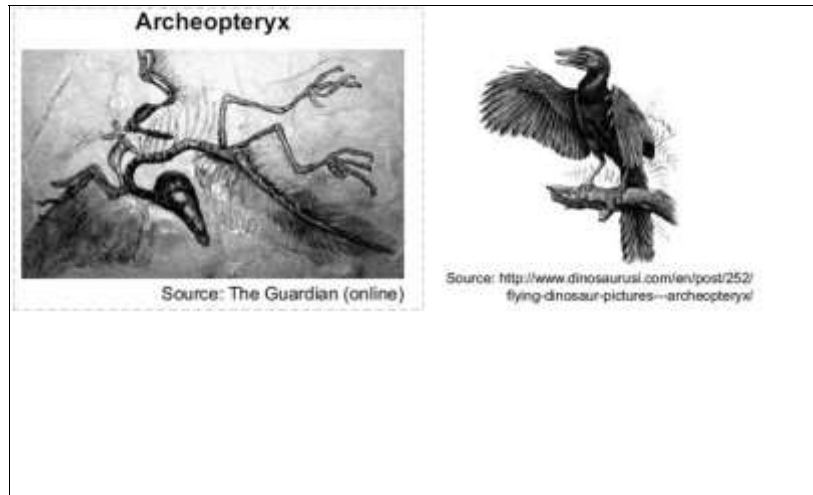 Archeopteryx
Source: The Guardian (online)
Source: http://www.dinosaurusi.com/en/post/252/
flying-dinosaur-pictures---archeopteryx/